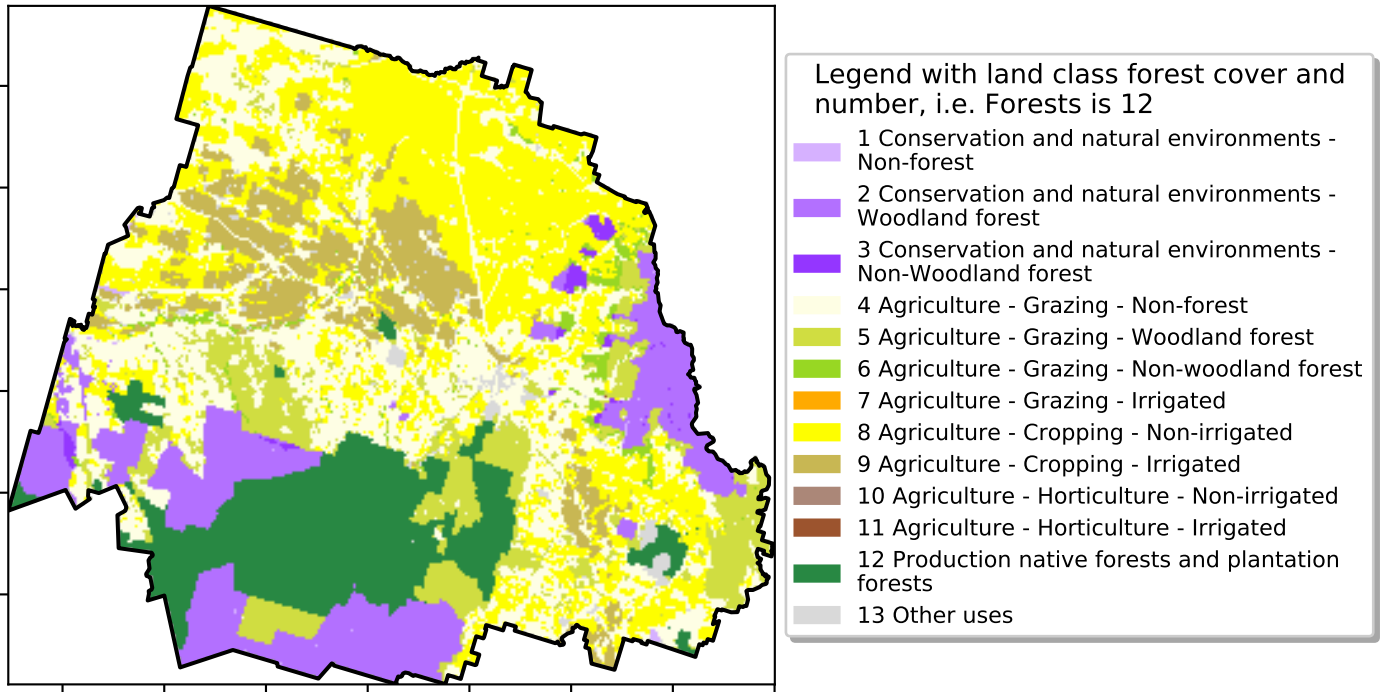 Legend with land class forest cover and
number, i.e. Forests is 12
1 Conservation and natural environments -
Non-forest
2 Conservation and natural environments -
Woodland forest
3 Conservation and natural environments -
Non-Woodland forest
4 Agriculture - Grazing - Non-forest
5 Agriculture - Grazing - Woodland forest
6 Agriculture - Grazing - Non-woodland forest
7 Agriculture - Grazing - Irrigated
8 Agriculture - Cropping - Non-irrigated
9 Agriculture - Cropping - Irrigated
10 Agriculture - Horticulture - Non-irrigated
11 Agriculture - Horticulture - Irrigated
12 Production native forests and plantation
forests
13 Other uses